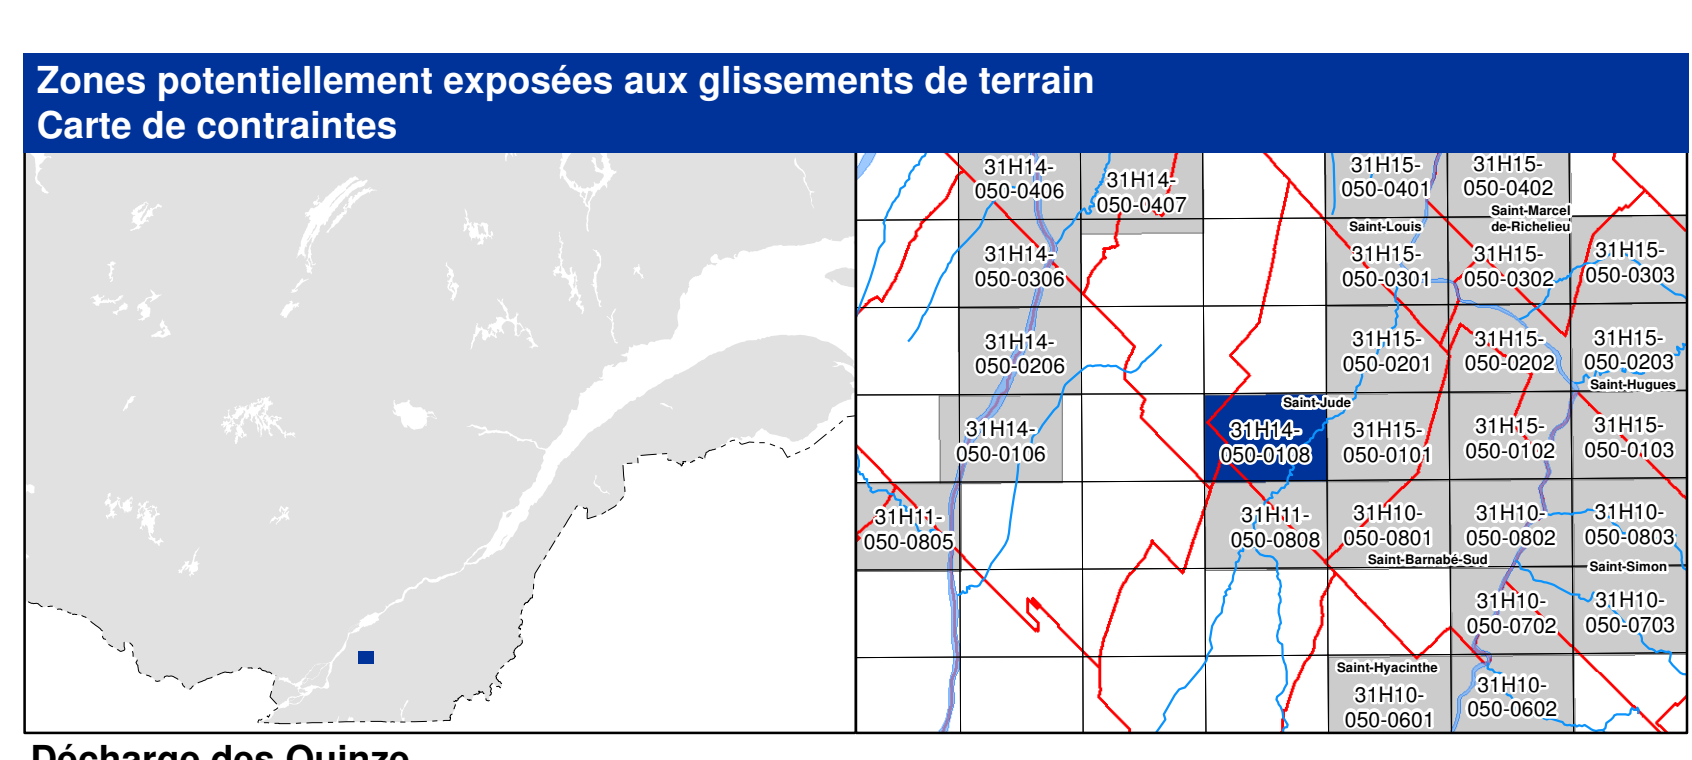 Zones potentiellement exposées aux glissements de terrain
Carte de contraintes
31H14-
050-0406
31H14-
050-0407
31H15-
050-0401
31H15-
050-0402
Saint-Louis
Saint-Marcel
de-Richelieu
31H14-
050-0306
31H15-
050-0301
31H15-
050-0302
31H15-
050-0303
31H14-
050-0206
31H15-
050-0201
31H15-
050-0202
31H15-
050-0203
Saint-Hugues
Saint-Jude
31H14-
050-0106
31H14-
050-0108
31H15-
050-0101
31H15-
050-0102
31H15-
050-0103
31H11-
050-0805
31H11-
050-0808
31H10-
050-0801
31H10-
050-0802
31H10-
050-0803
Saint-Barnabé-Sud
Saint-Simon
31H10-
050-0702
31H10-
050-0703
Saint-Hyacinthe
31H10-
050-0601
31H10-
050-0602
Décharge des Quinze